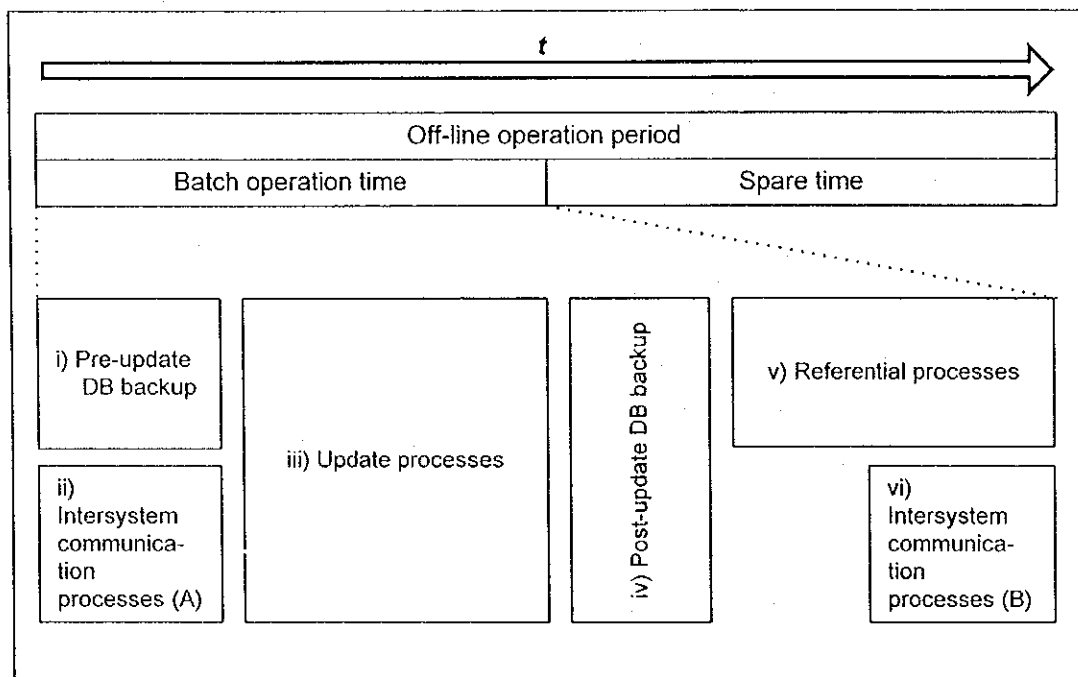 t
Off-line operation period
Batch operation time
Spare time
i) Pre-update
DB backup
ii)
Intersystem
communica-
tion
processes (A)
iii) Update processes
iv) Post-update DB backup
v) Referential processes
vi)
Intersystem
communica-
tion
processes (B)